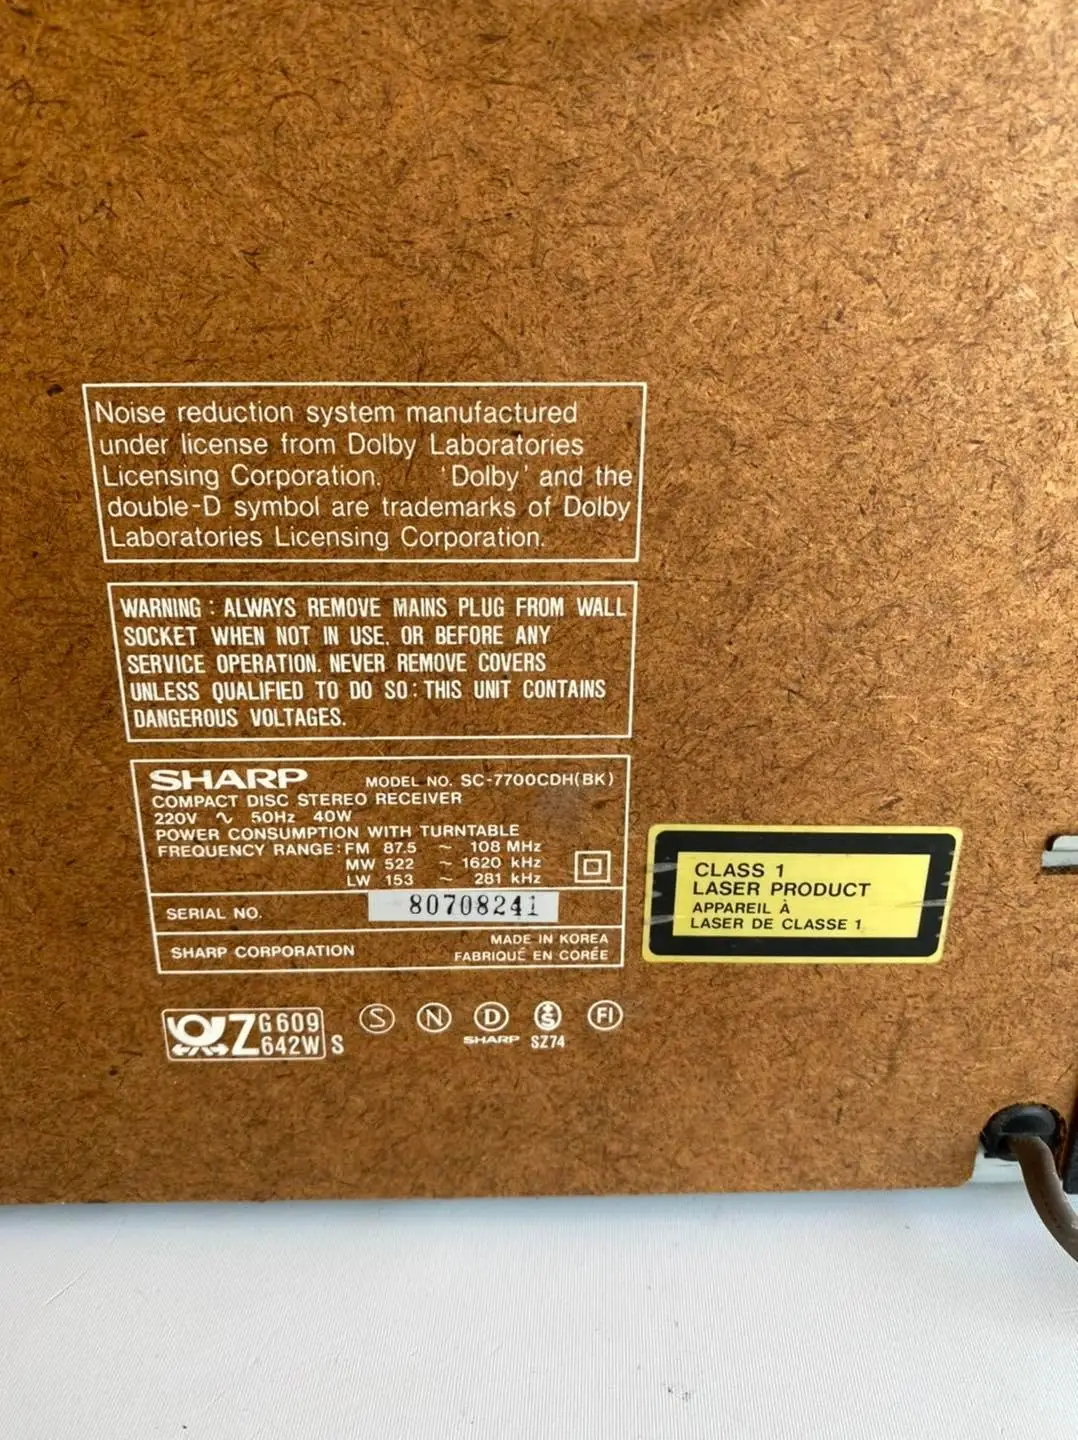 Noise reduction system manufactured
under license from Dolby Laboratories
Licensing Corporation. 'Dolby' and the
double-D symbol are trademarks of Dolby
Laboratories Licensing Corporation.
WARNING : ALWAYS REMOVE MAINS PLUG FROM WALL
SOCKET WHEN NOT IN USE, OR BEFORE ANY
SERVICE OPERATION. NEVER REMOVE COVERS
UNLESS QUALIFIED TO DO SO : THIS UNIT CONTAINS
DANGEROUS VOLTAGES.
SHARP MODEL NO. SC-7700CDH(BK)
COMPACT DISC STEREO RECEIVER
220V ∿ 50Hz 40W
POWER CONSUMPTION WITH TURNTABLE
FREQUENCY RANGE : FM 87.5 ~ 108 MHz
MW 522 ~ 1620 kHz
LW 153 ~ 281 kHz
SERIAL NO. 80708241
SHARP CORPORATION
MADE IN KOREA
FABRIQUÉ EN CORÉE
CLASS 1
LASER PRODUCT
APPAREIL À
LASER DE CLASSE 1
Z G609
642W S
S N D S FI
SHARP SZ74